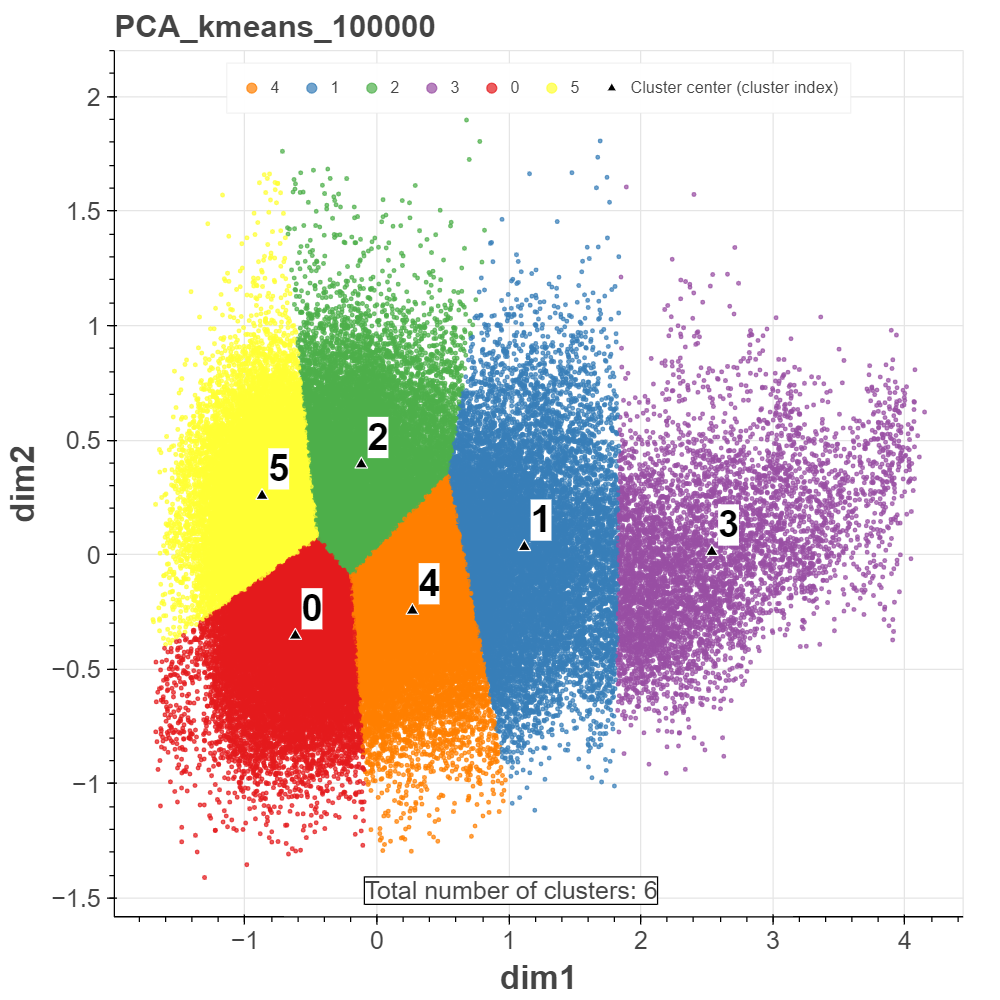 PCA_kmeans_100000
4 1 2 3 0 5 Cluster center (cluster index)
2
1.5
1
0.5
0
−0.5
−1
−1.5
dim2
5
2
1
3
4
0
Total number of clusters: 6
−1 0 1 2 3 4
dim1